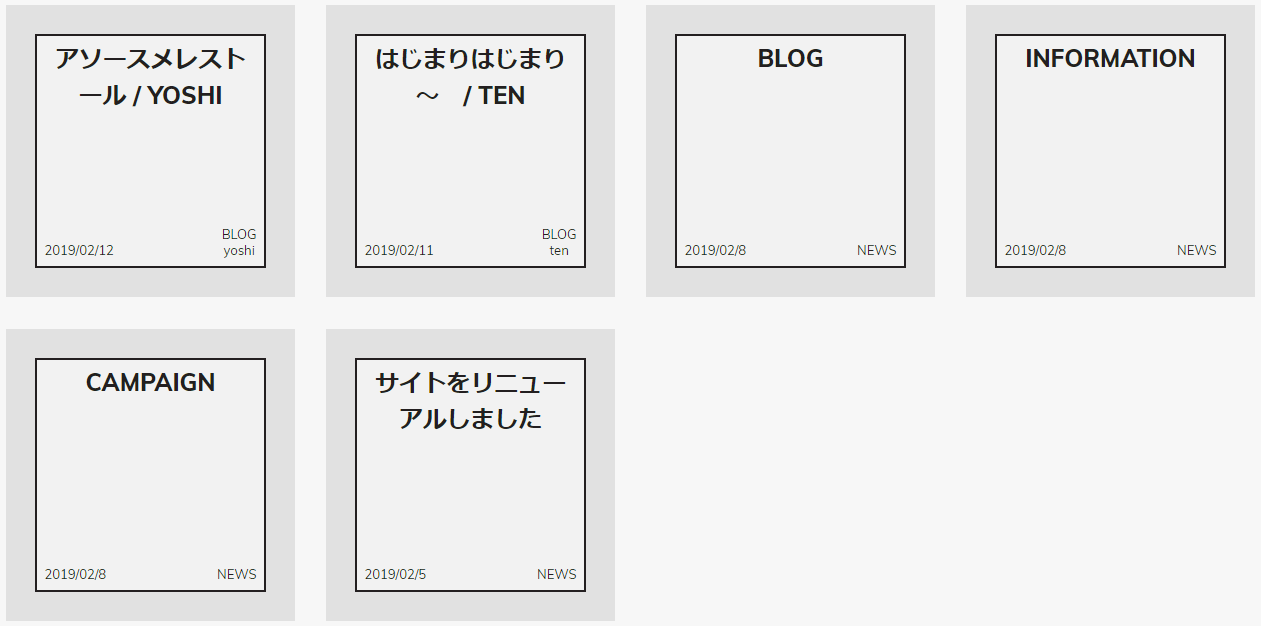 アソースメレスト
ール / YOSHI
2019/02/12
BLOG
yoshi
はじまりはじまり
～　/ TEN
2019/02/11
BLOG
ten
BLOG
2019/02/8
NEWS
INFORMATION
2019/02/8
NEWS
CAMPAIGN
2019/02/8
NEWS
サイトをリニュー
アルしました
2019/02/5
NEWS